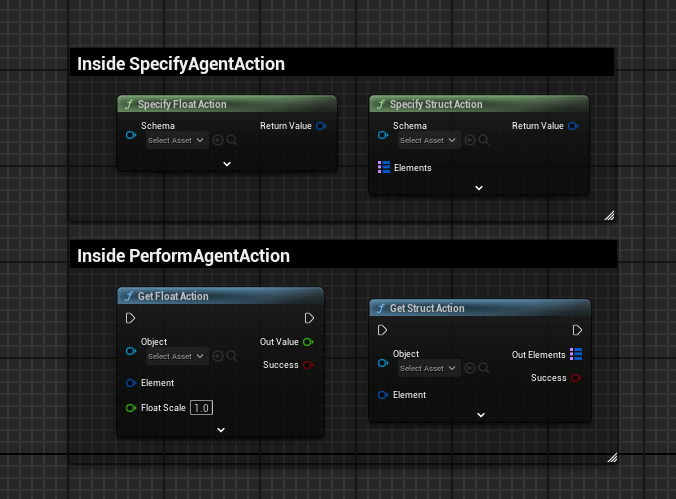 Inside SpecifyAgentAction
f Specify Float Action
Schema
Return Value
Select Asset
f Specify Struct Action
Schema
Return Value
Select Asset
Elements
Inside PerformAgentAction
f Get Float Action
Object
Out Value
Select Asset
Success
Element
Float Scale 1.0
f Get Struct Action
Object
Out Elements
Select Asset
Success
Element